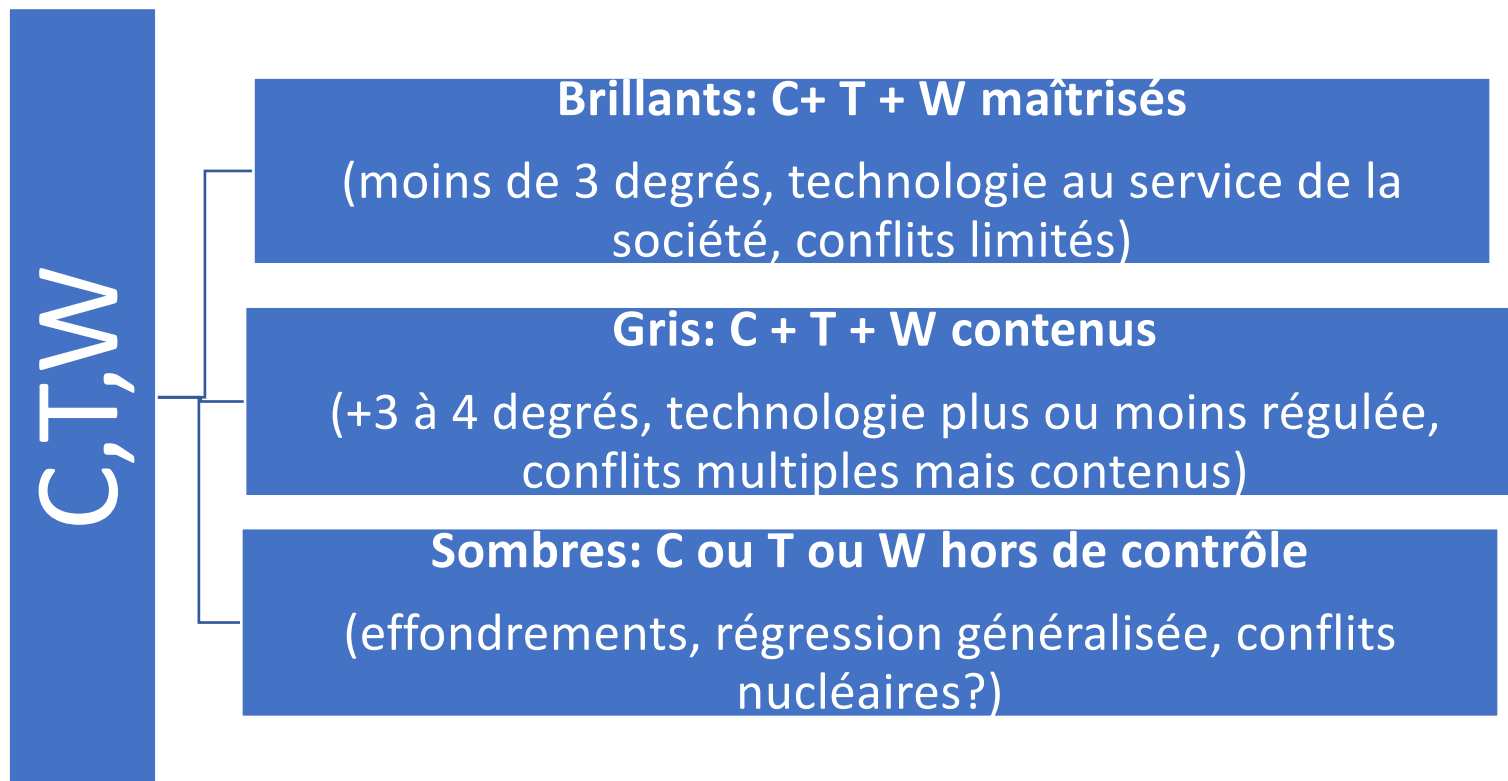 C,T,W
Brillants: C+ T + W maîtrisés
(moins de 3 degrés, technologie au service de la
société, conflits limités)
Gris: C + T + W contenus
(+3 à 4 degrés, technologie plus ou moins régulée,
conflits multiples mais contenus)
Sombres: C ou T ou W hors de contrôle
(effondrements, régression généralisée, conflits
nucléaires?)